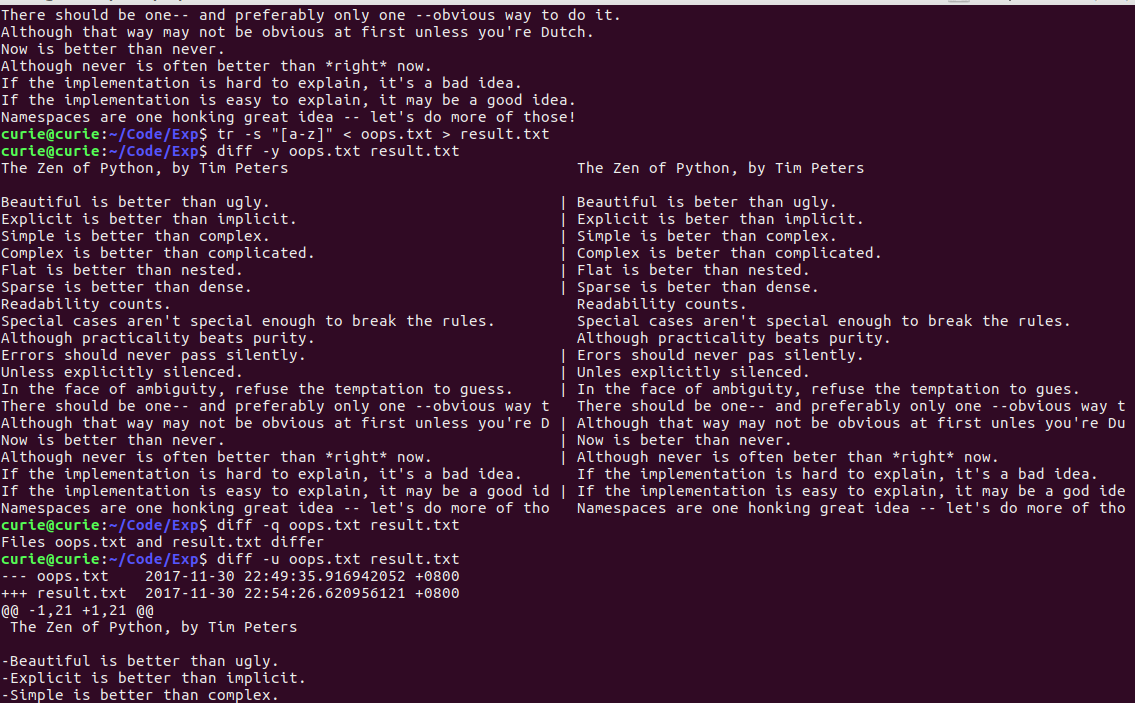 There should be one-- and preferably only one --obvious way to do it.
Although that way may not be obvious at first unless you're Dutch.
Now is better than never.
Although never is often better than *right* now.
If the implementation is hard to explain, it's a bad idea.
If the implementation is easy to explain, it may be a good idea.
Namespaces are one honking great idea -- let's do more of those!
curie@curie:~/Code/Exp$ tr -s "[a-z]" < oops.txt > result.txt
curie@curie:~/Code/Exp$ diff -y oops.txt result.txt
The Zen of Python, by Tim Peters The Zen of Python, by Tim Peters
Beautiful is better than ugly. | Beautiful is beter than ugly.
Explicit is better than implicit. | Explicit is beter than implicit.
Simple is better than complex. | Simple is beter than complex.
Complex is better than complicated. | Complex is beter than complicated.
Flat is better than nested. | Flat is beter than nested.
Sparse is better than dense. | Sparse is beter than dense.
Readability counts. Readability counts.
Special cases aren't special enough to break the rules. Special cases aren't special enough to break the rules.
Although practicality beats purity. Although practicality beats purity.
Errors should never pass silently. | Erors should never pas silently.
Unless explicitly silenced. | Unles explicitly silenced.
In the face of ambiguity, refuse the temptation to guess. | In the face of ambiguity, refuse the temptation to gues.
There should be one-- and preferably only one --obvious way t There should be one-- and preferably only one --obvious way t
Although that way may not be obvious at first unless you're D | Although that way may not be obvious at first unles you're Du
Now is better than never. | Now is beter than never.
Although never is often better than *right* now. | Although never is often beter than *right* now.
If the implementation is hard to explain, it's a bad idea. If the implementation is hard to explain, it's a bad idea.
If the implementation is easy to explain, it may be a good id | If the implementation is easy to explain, it may be a god ide
Namespaces are one honking great idea -- let's do more of tho Namespaces are one honking great idea -- let's do more of tho
curie@curie:~/Code/Exp$ diff -q oops.txt result.txt
Files oops.txt and result.txt differ
curie@curie:~/Code/Exp$ diff -u oops.txt result.txt
--- oops.txt 2017-11-30 22:49:35.916942052 +0800
+++ result.txt 2017-11-30 22:54:26.620956121 +0800
@@ -1,21 +1,21 @@
The Zen of Python, by Tim Peters
-Beautiful is better than ugly.
-Explicit is better than implicit.
-Simple is better than complex.